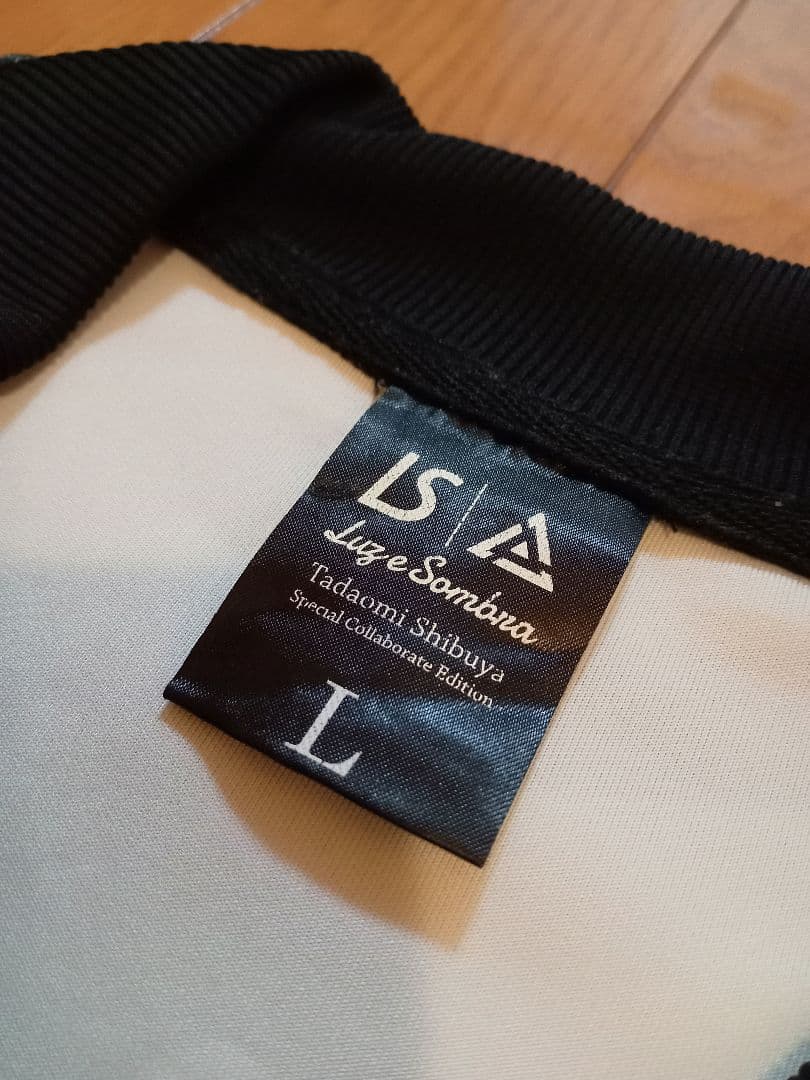 LS
Luz e Sombra
Tadaomi Shibuya
Special Collaborate Edition
L